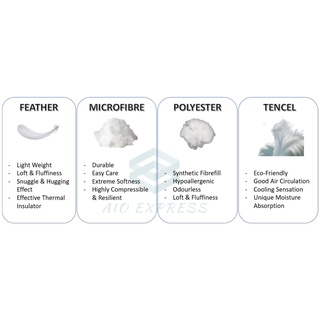 FEATHER
- Light Weight
- Loft & Fluffiness
- Snuggle & Hugging
Effect
- Effective Thermal
Insulator
MICROFIBRE
- Durable
- Easy Care
- Extreme Softness
- Highly Compressible
& Resilient
POLYESTER
- Synthetic Fibrefill
- Hypoallergenic
- Odourless
- Loft & Fluffiness
TENCEL
- Eco-Friendly
- Good Air Circulation
- Cooling Sensation
- Unique Moisture
Absorption
AIO EXPRESS